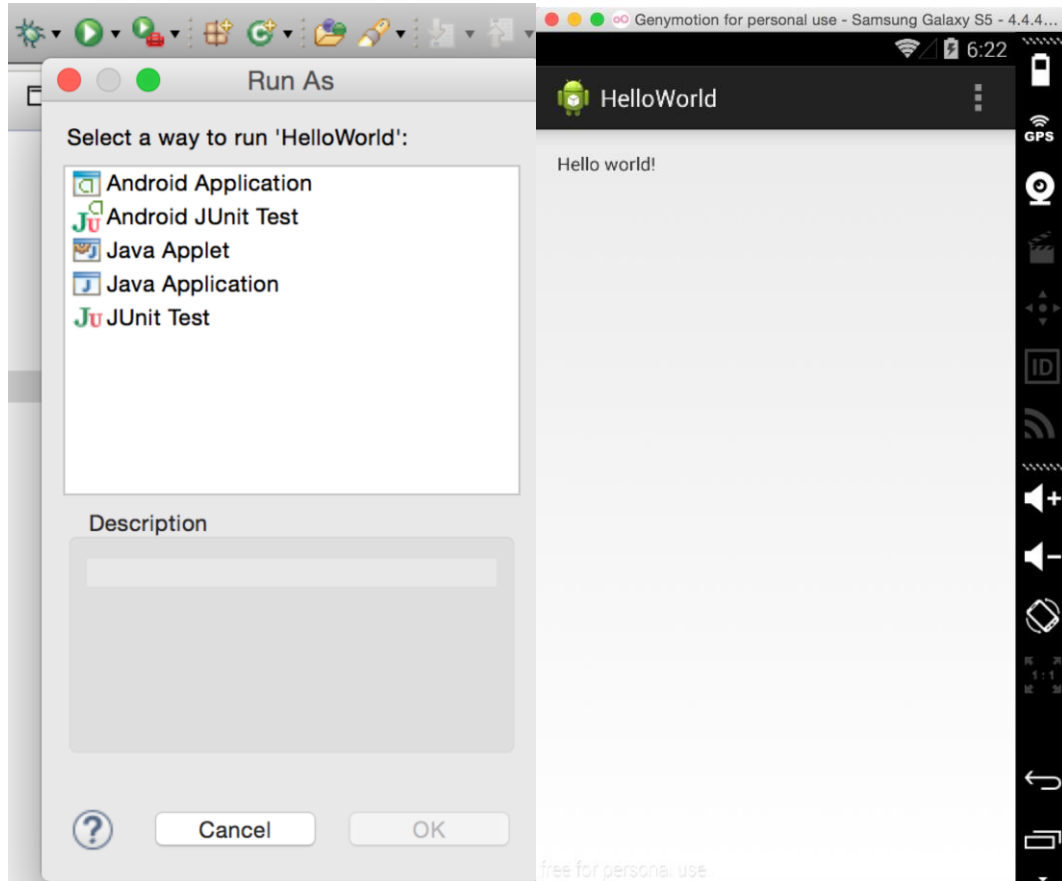 Run As
Select a way to run 'HelloWorld':
Android Application
Android JUnit Test
Java Applet
Java Application
JUnit Test
Description
Cancel
OK
Genymotion for personal use - Samsung Galaxy S5 - 4.4.4...
6:22
HelloWorld
Hello world!
GPS
ID
1:1
free for personal use